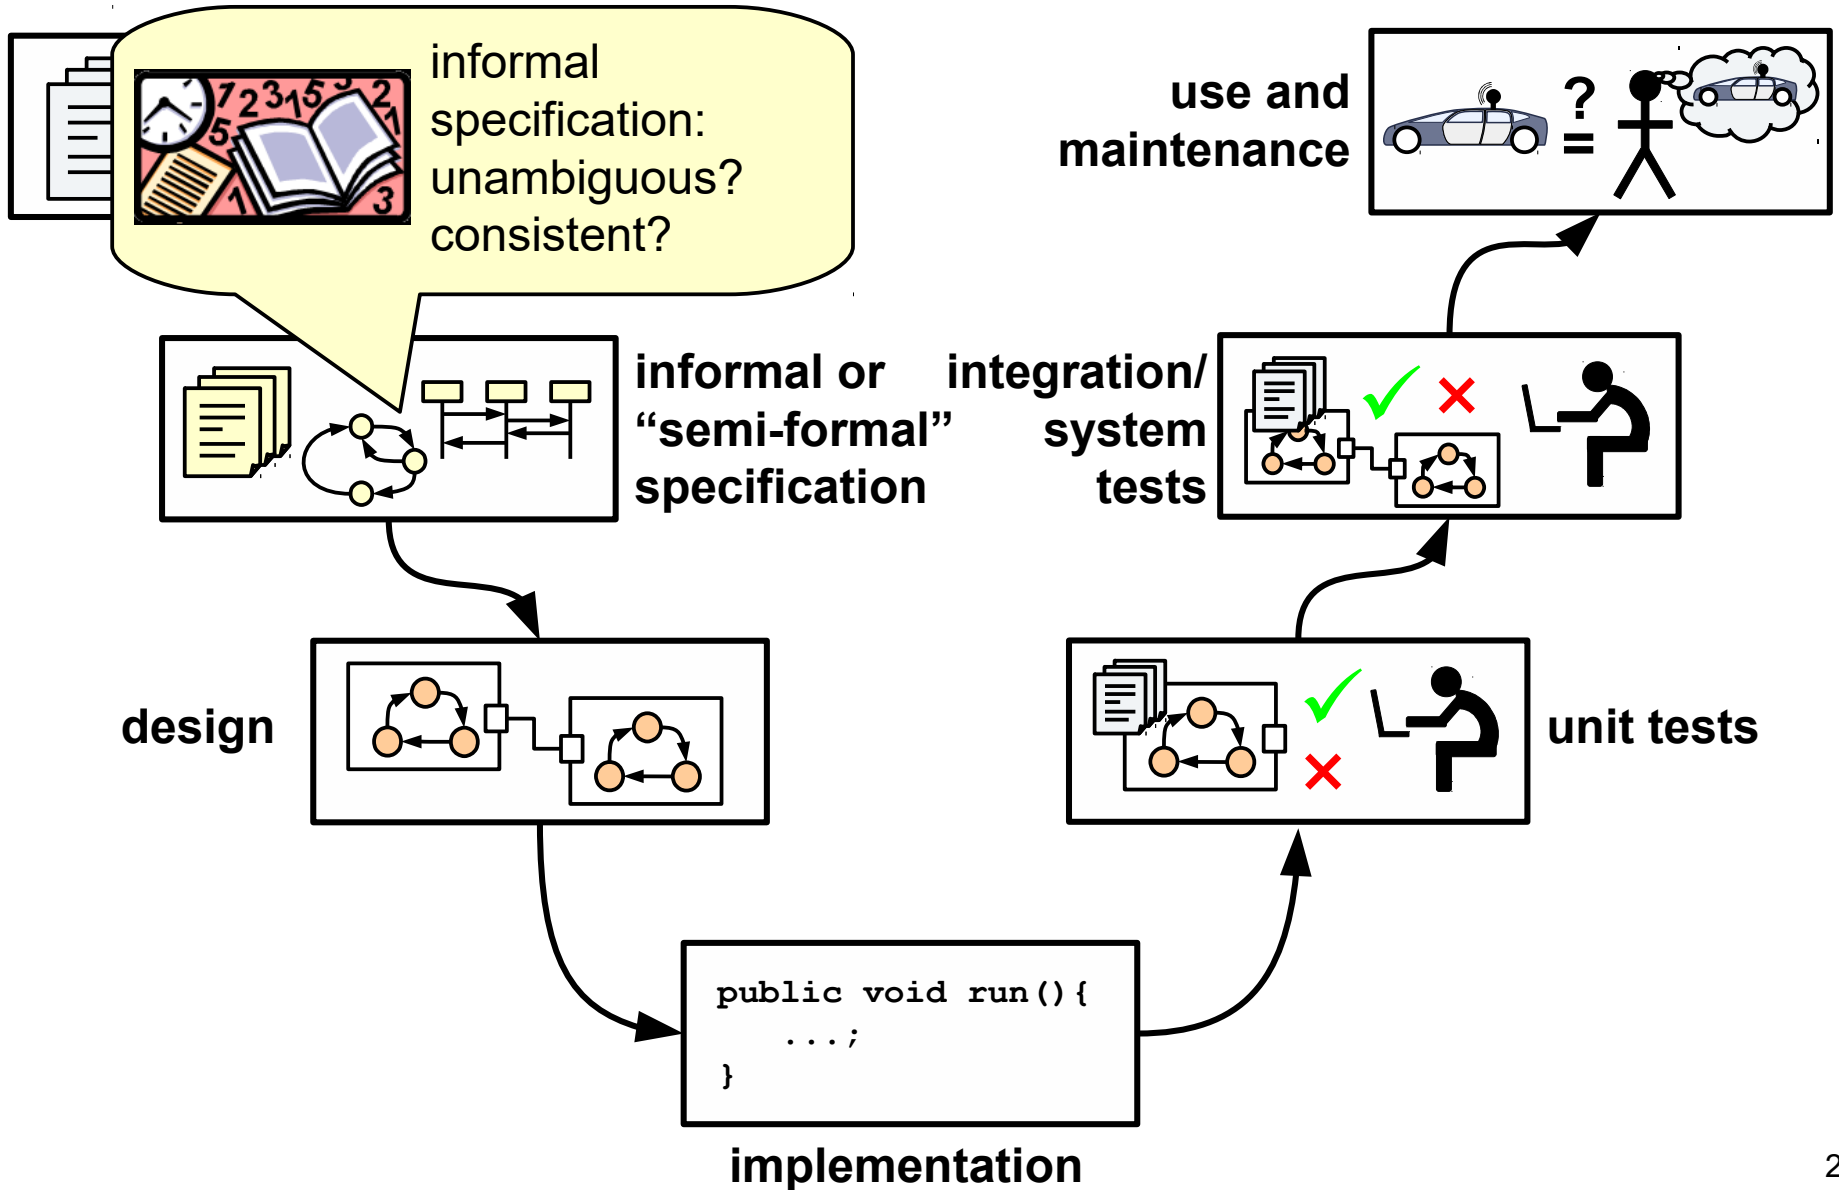 informal
specification:
unambiguous?
consistent?
use and
maintenance
?
=
informal or
“semi-formal”
specification
integration/
system
tests
design
unit tests
public void run(){
...;
}
implementation
2